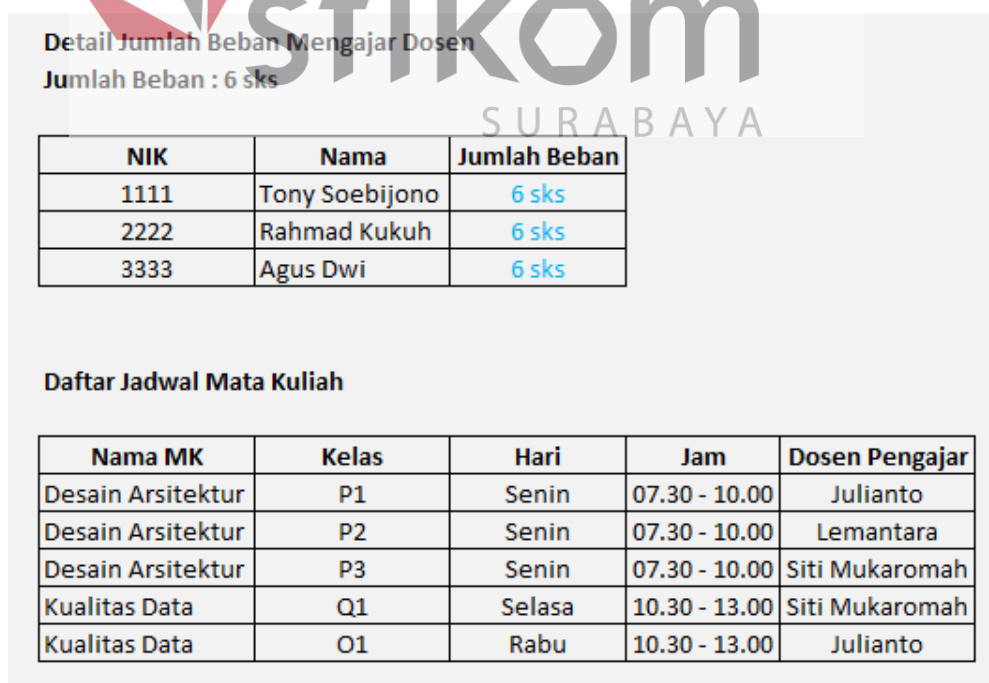 stikom
SURABAYA
Detail Jumlah Beban Mengajar Dosen
Jumlah Beban : 6 sks
NIK Nama Jumlah Beban
1111 Tony Soebijono 6 sks
2222 Rahmad Kukuh 6 sks
3333 Agus Dwi 6 sks
Daftar Jadwal Mata Kuliah
Nama MK Kelas Hari Jam Dosen Pengajar
Desain Arsitektur P1 Senin 07.30 - 10.00 Julianto
Desain Arsitektur P2 Senin 07.30 - 10.00 Lemantara
Desain Arsitektur P3 Senin 07.30 - 10.00 Siti Mukaromah
Kualitas Data Q1 Selasa 10.30 - 13.00 Siti Mukaromah
Kualitas Data O1 Rabu 10.30 - 13.00 Julianto